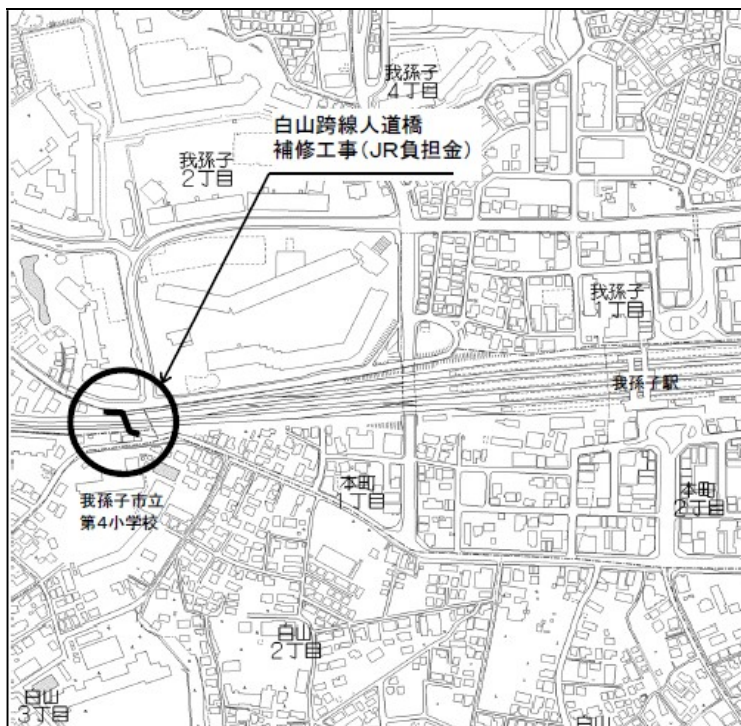 我孫子
4丁目
白山跨線人道橋
補修工事(JR負担金)
我孫子
2丁目
我孫子
1丁目
我孫子駅
本町
1丁目
本町
2丁目
我孫子市立
第4小学校
白山
2丁目
白山
3丁目
白山